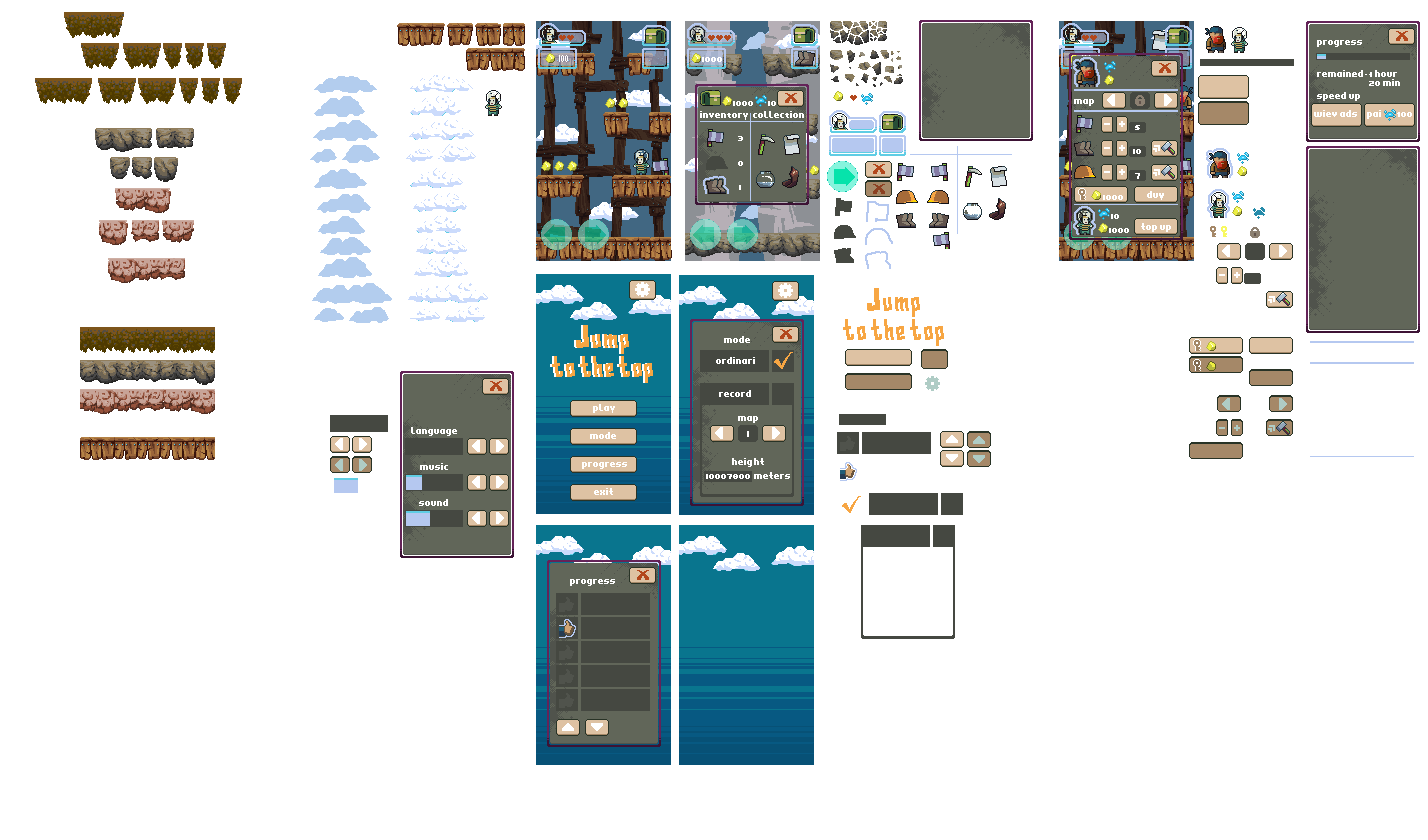 100
1000
1000 10
inventory collection
3
0
1
map
5
10
7
1000 duy
10
1000 top up
progress
remained-1 hour
20 min
speed up
wiev ads pai 100
Jump
to the top
play
mode
progress
exit
mode
ordinari
record
map
1
height
10007000 meters
Jump
to the top
language
music
sound
progress